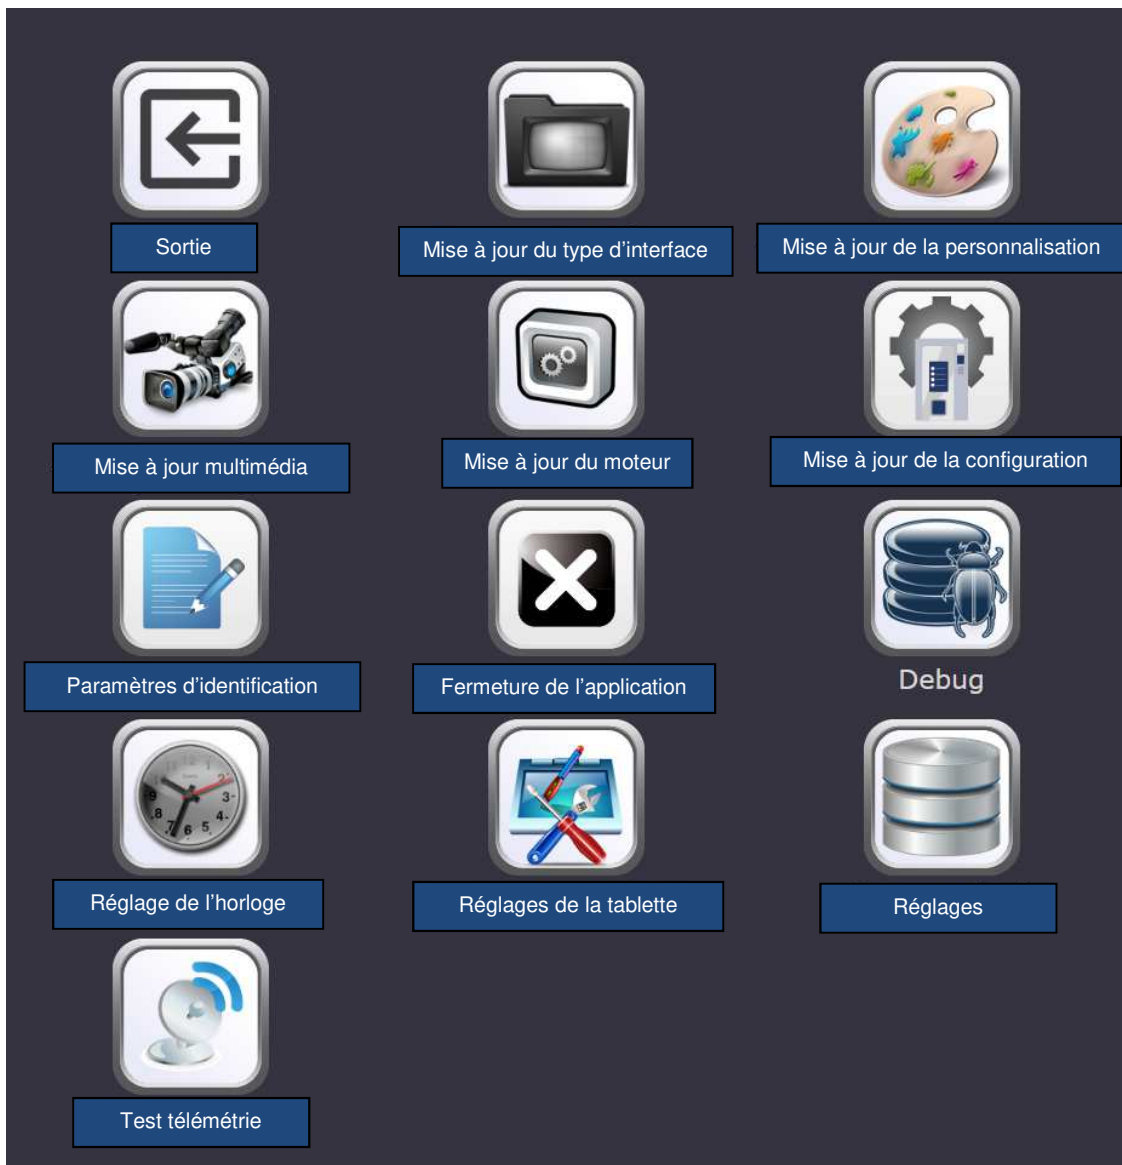 Sortie
Mise à jour du type d’interface
Mise à jour de la personnalisation
Mise à jour multimédia
Mise à jour du moteur
Mise à jour de la configuration
Paramètres d’identification
Fermeture de l’application
Debug
Réglage de l’horloge
Réglages de la tablette
Réglages
Test télémétrie